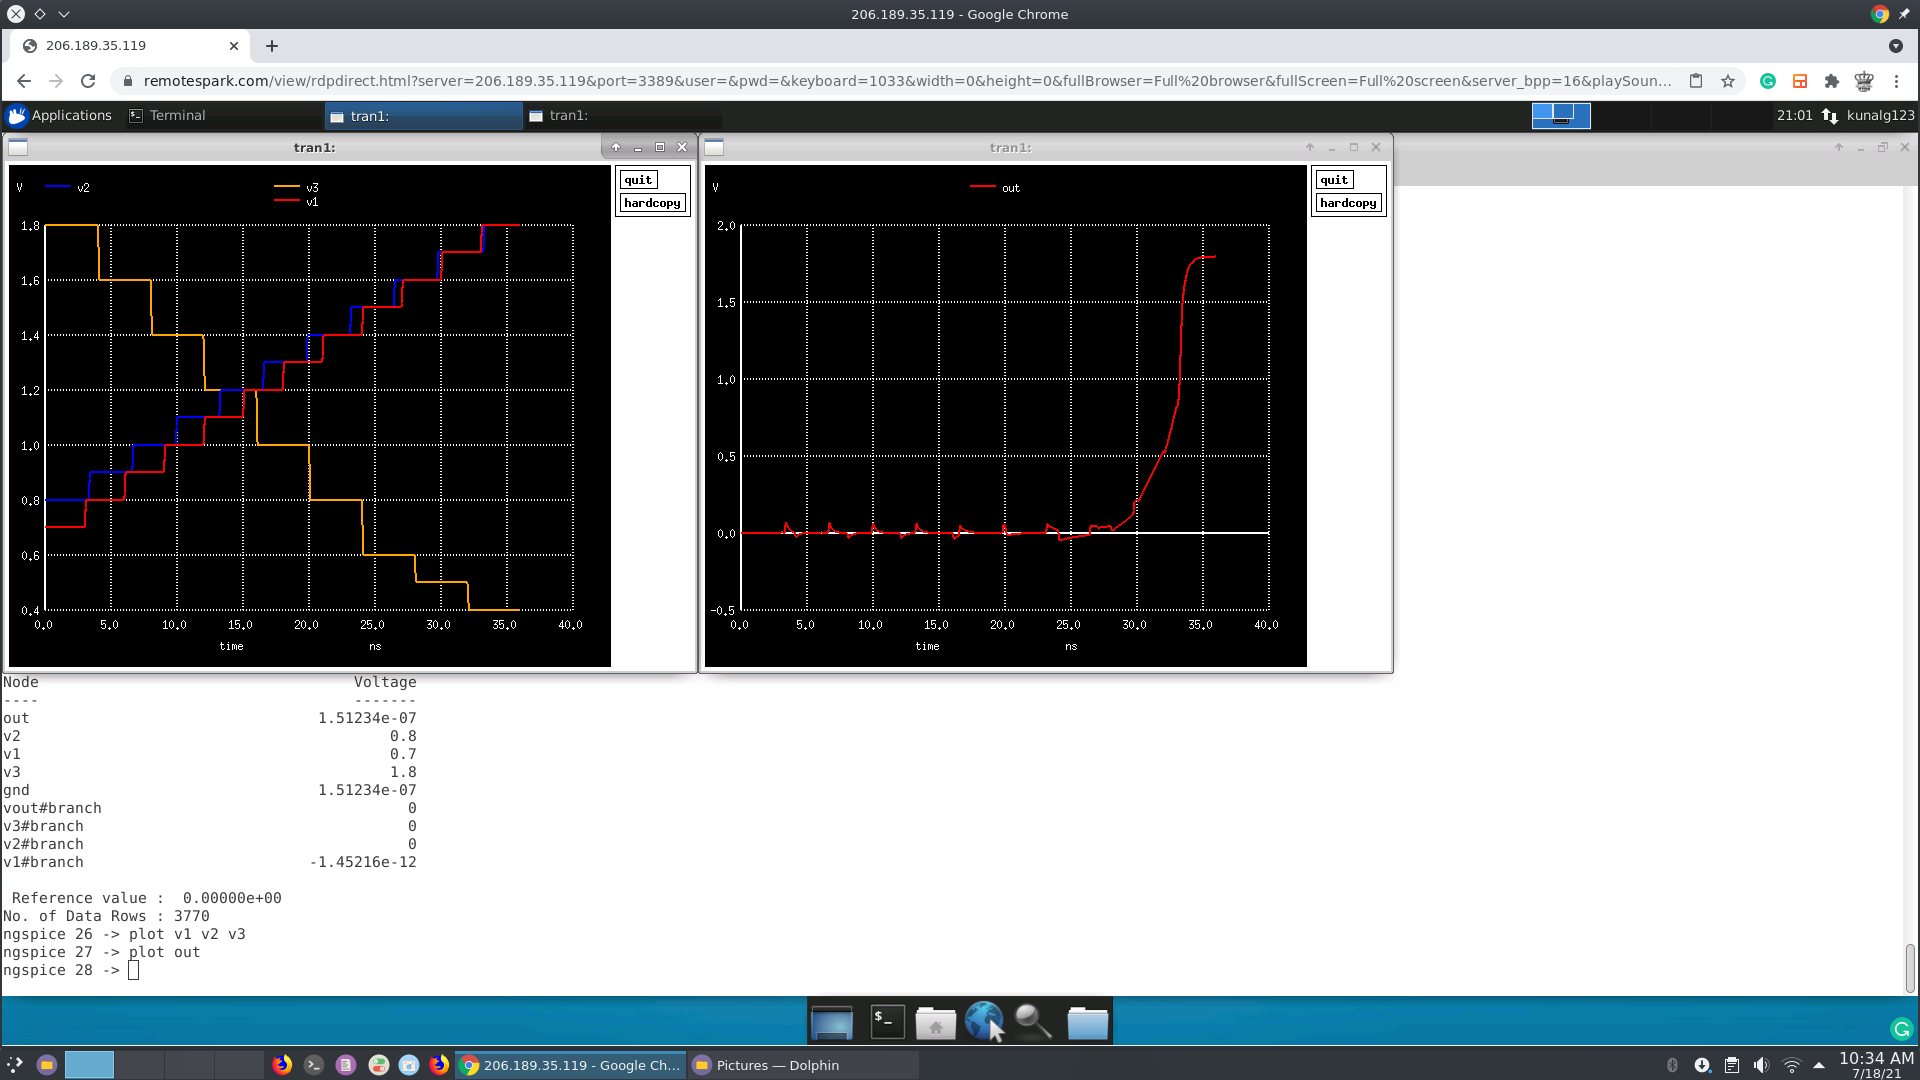 206.189.35.119 - Google Chrome
206.189.35.119
remotespark.com/view/rdpdirect.html?server=206.189.35.119&port=3389&user=&pwd=&keyboard=1033&width=0&height=0&fullBrowser=Full%20browser&fullScreen=Full%20screen&server_bpp=16&playSoun...
Applications Terminal tran1: tran1: 21:01 kunalg123
tran1: tran1:
V v2 v3
v1
quit
hardcopy
1.8
1.6
1.4
1.2
1.0
0.8
0.6
0.4
0.0 5.0 10.0 15.0 20.0 25.0 30.0 35.0 40.0
time ns
V out
quit
hardcopy
2.0
1.5
1.0
0.5
0.0
-0.5
0.0 5.0 10.0 15.0 20.0 25.0 30.0 35.0 40.0
time ns
Node Voltage
---- -------
out 1.51234e-07
v2 0.8
v1 0.7
v3 1.8
gnd 1.51234e-07
vout#branch 0
v3#branch 0
v2#branch 0
v1#branch -1.45216e-12
Reference value : 0.00000e+00
No. of Data Rows : 3770
ngspice 26 -> plot v1 v2 v3
ngspice 27 -> plot out
ngspice 28 ->
$_
206.189.35.119 - Google Ch... Pictures — Dolphin
10:34 AM
7/18/21